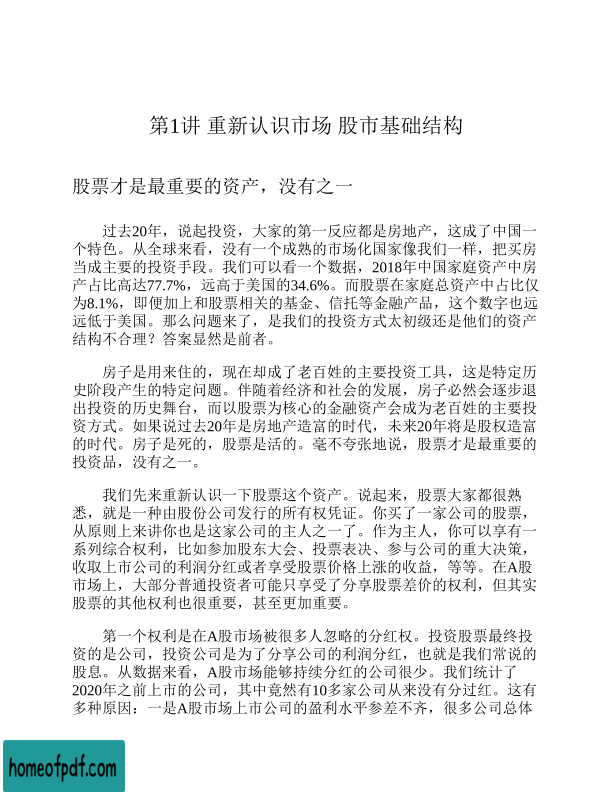 第1讲 重新认识市场 股市基础结构
股票才是最重要的资产，没有之一
过去20年，说起投资，大家的第一反应都是房地产，这成了中国一
个特色。从全球来看，没有一个成熟的市场化国家像我们一样，把买房
当成主要的投资手段。我们可以看一个数据，2018年中国家庭资产中房
产占比高达77.7%，远高于美国的34.6%。而股票在家庭总资产中占比仅
为8.1%，即便加上和股票相关的基金、信托等金融产品，这个数字也远
远低于美国。那么问题来了，是我们的投资方式太初级还是他们的资产
结构不合理？答案显然是前者。
房子是用来住的，现在却成了老百姓的主要投资工具，这是特定历
史阶段产生的特定问题。伴随着经济和社会的发展，房子必然会逐步退
出投资的历史舞台，而以股票为核心的金融资产会成为老百姓的主要投
资方式。如果说过去20年是房地产造富的时代，未来20年将是股权造富
的时代。房子是死的，股票是活的。毫不夸张地说，股票才是最重要的
投资品，没有之一。
我们先来重新认识一下股票这个资产。说起来，股票大家都很熟
悉，就是一种由股份公司发行的所有权凭证。你买了一家公司的股票，
从原则上来讲你也是这家公司的主人之一了。作为主人，你可以享有一
系列综合权利，比如参加股东大会、投票表决、参与公司的重大决策，
收取上市公司的利润分红或者享受股票价格上涨的收益，等等。在A股
市场上，大部分普通投资者可能只享受了分享股票差价的权利，但其实
股票的其他权利也很重要，甚至更加重要。
第一个权利是在A股市场被很多人忽略的分红权。投资股票最终投
资的是公司，投资公司是为了分享公司的利润分红，也就是我们常说的
股息。从数据来看，A股市场能够持续分红的公司很少。我们统计了
2020年之前上市的公司，其中竟然有10多家公司从来没有分过红。这有
多种原因：一是A股市场上市公司的盈利水平参差不齐，很多公司总体
homeofpdf.com